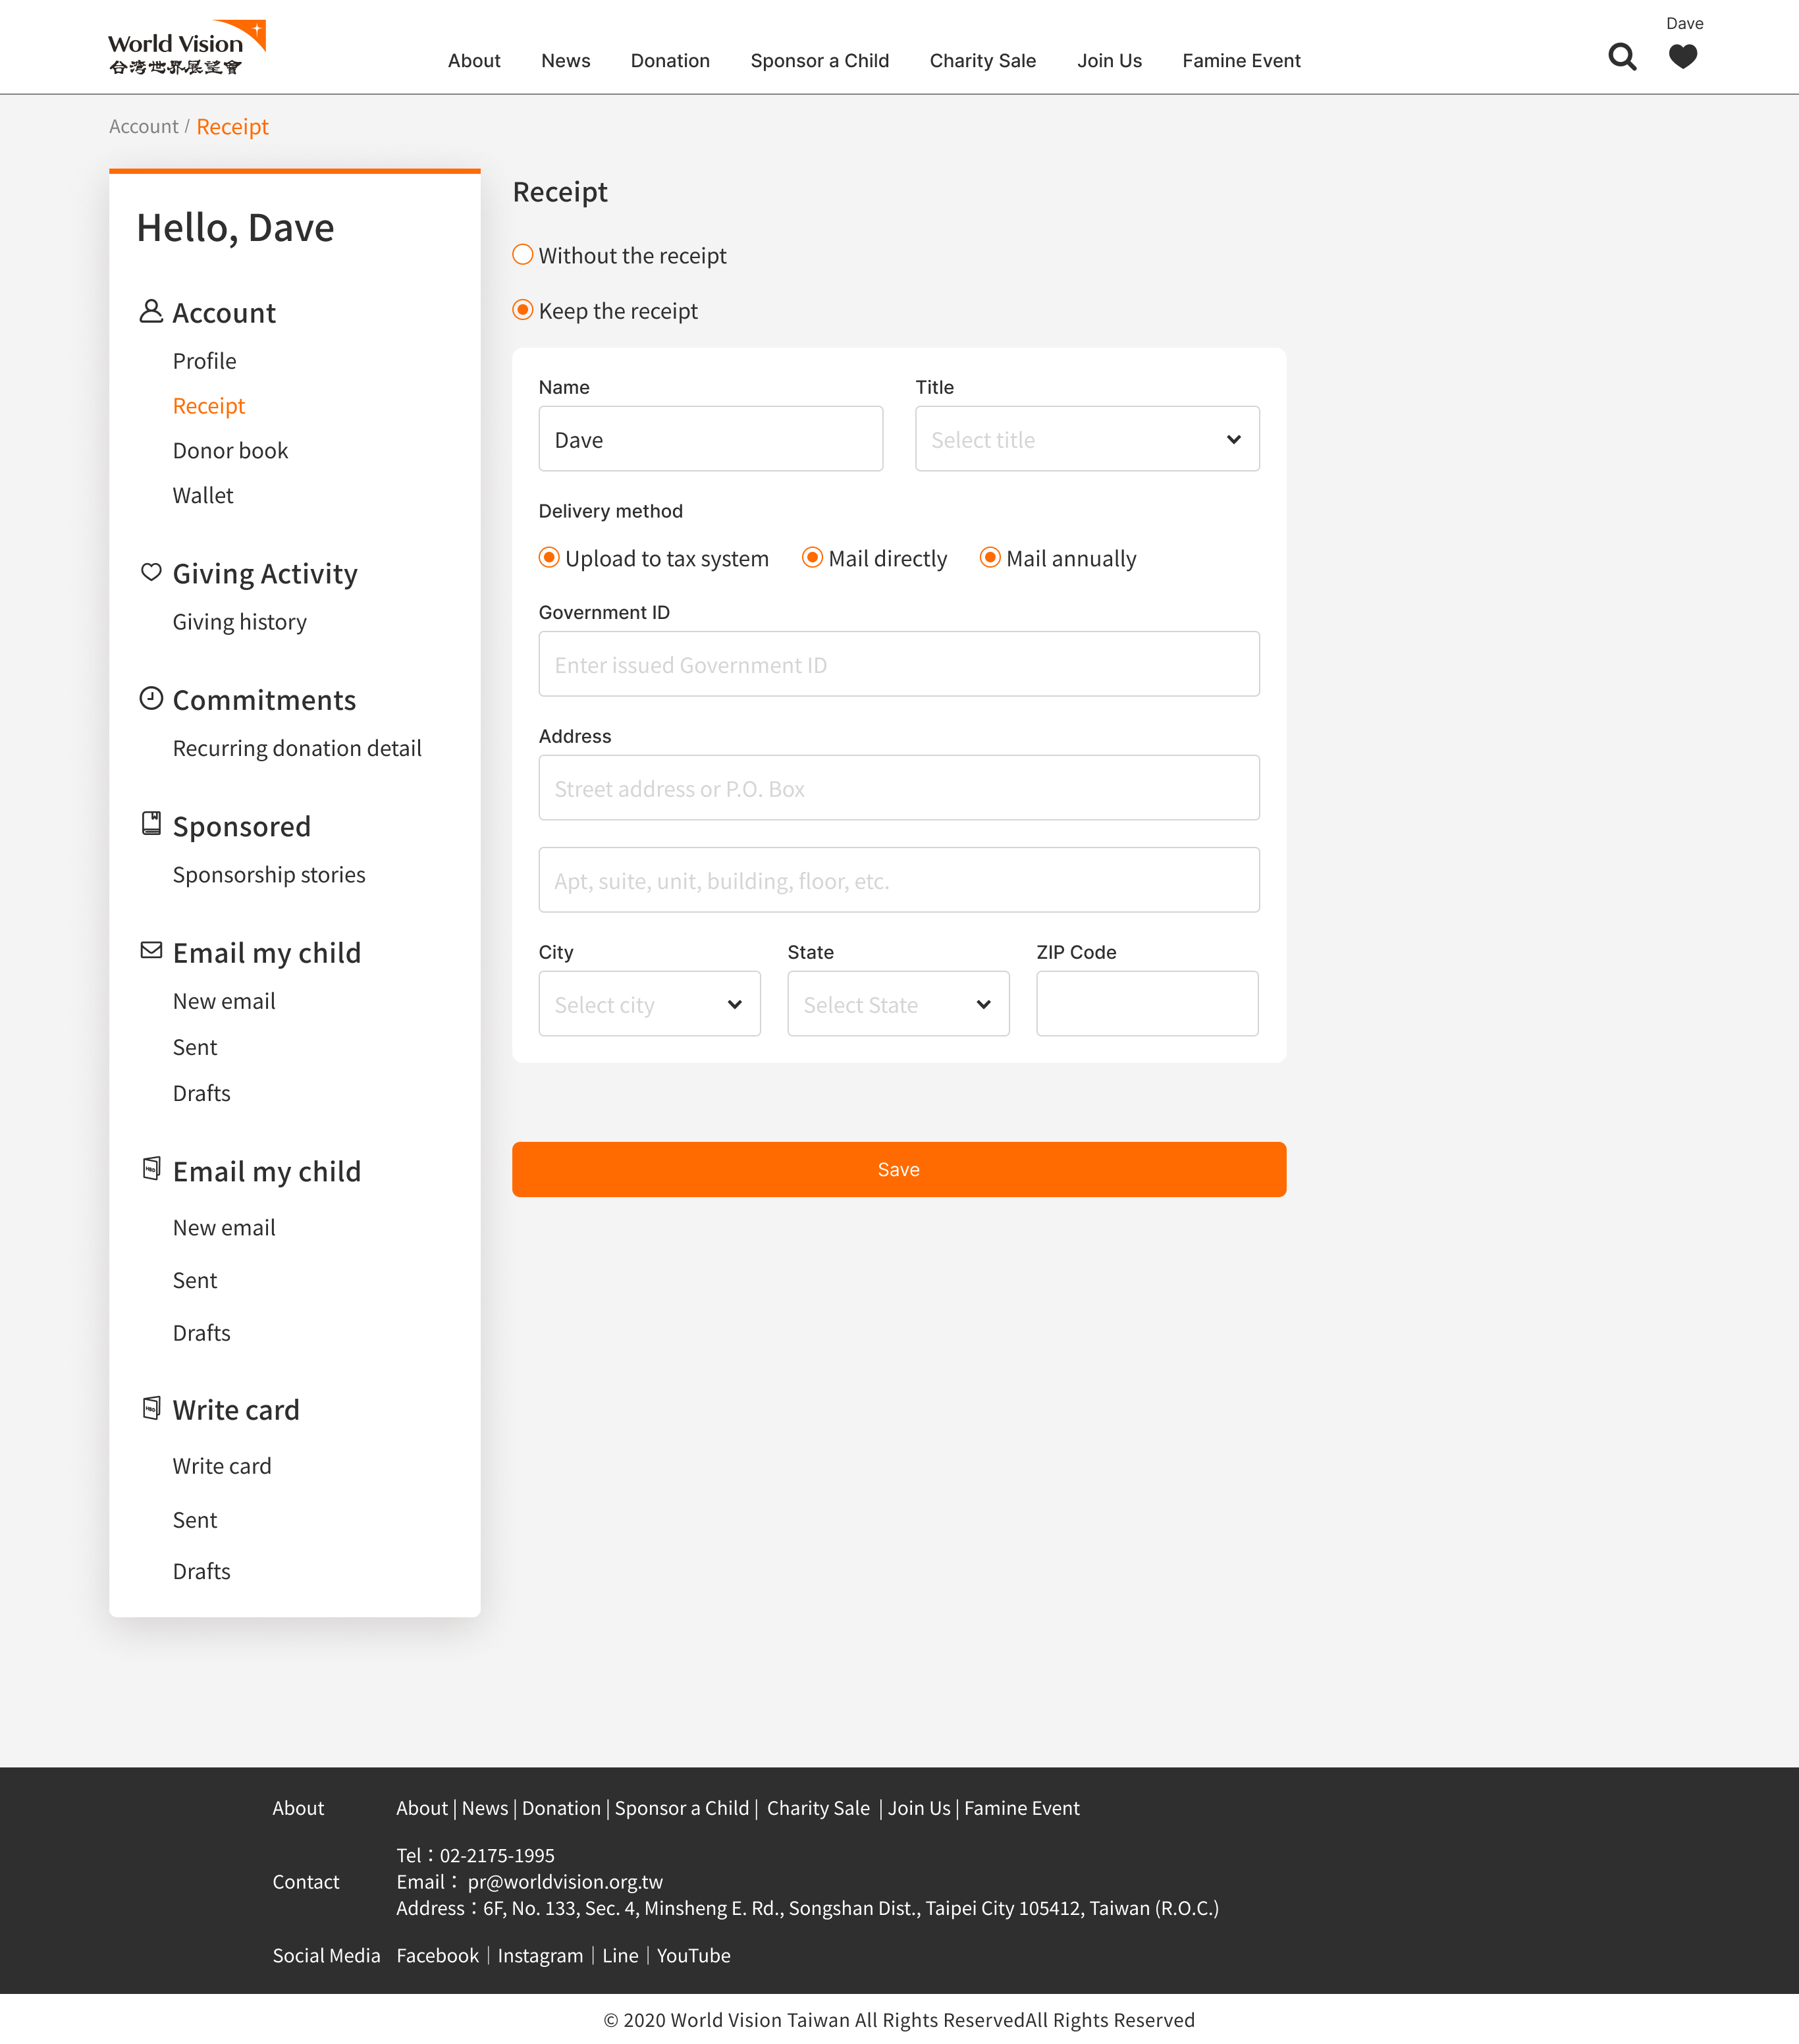 World Vision
台灣世界展望會
About News Donation Sponsor a Child Charity Sale Join Us Famine Event
Dave
Account / Receipt
Hello, Dave
Account
Profile
Receipt
Donor book
Wallet
Giving Activity
Giving history
Commitments
Recurring donation detail
Sponsored
Sponsorship stories
Email my child
New email
Sent
Drafts
Email my child
New email
Sent
Drafts
Write card
Write card
Sent
Drafts
Receipt
Without the receipt
Keep the receipt
Name Title
Dave Select title
Delivery method
Upload to tax system Mail directly Mail annually
Government ID
Enter issued Government ID
Address
Street address or P.O. Box
Apt, suite, unit, building, floor, etc.
City State ZIP Code
Select city Select State
Save
About About | News | Donation | Sponsor a Child | Charity Sale | Join Us | Famine Event
Tel：02-2175-1995
Contact Email： pr@worldvision.org.tw
Address：6F, No. 133, Sec. 4, Minsheng E. Rd., Songshan Dist., Taipei City 105412, Taiwan (R.O.C.)
Social Media Facebook｜Instagram｜Line｜YouTube
© 2020 World Vision Taiwan All Rights ReservedAll Rights Reserved